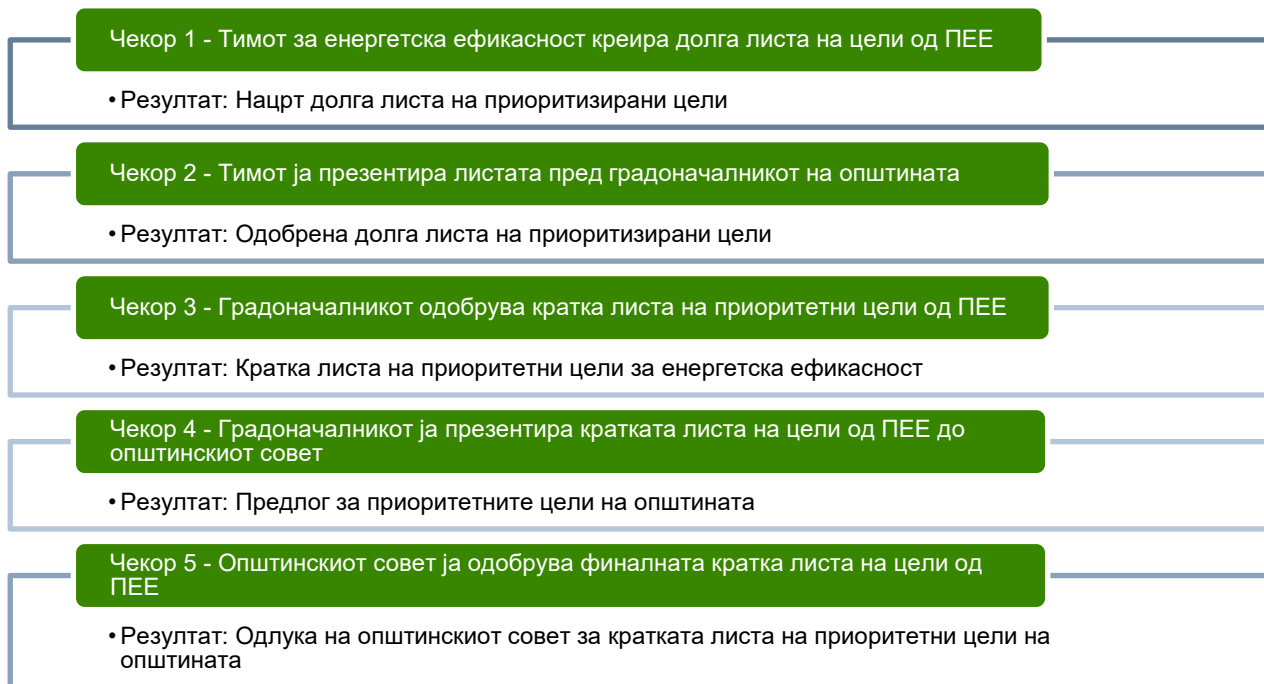 Чекор 1 - Тимот за енергетска ефикасност креира долга листа на цели од ПЕЕ
• Резултат: Нацрт долга листа на приоритизирани цели
Чекор 2 - Тимот ја презентира листата пред градоначалникот на општината
• Резултат: Одобрена долга листа на приоритизирани цели
Чекор 3 - Градоначалникот одобрува кратка листа на приоритетни цели од ПЕЕ
• Резултат: Кратка листа на приоритетни цели за енергетска ефикасност
Чекор 4 - Градоначалникот ја презентира кратката листа на цели од ПЕЕ до
општинскиот совет
• Резултат: Предлог за приоритетните цели на општината
Чекор 5 - Општинскиот совет ја одобрува финалната кратка листа на цели од
ПЕЕ
• Резултат: Одлука на општинскиот совет за кратката листа на приоритетни цели на
општината